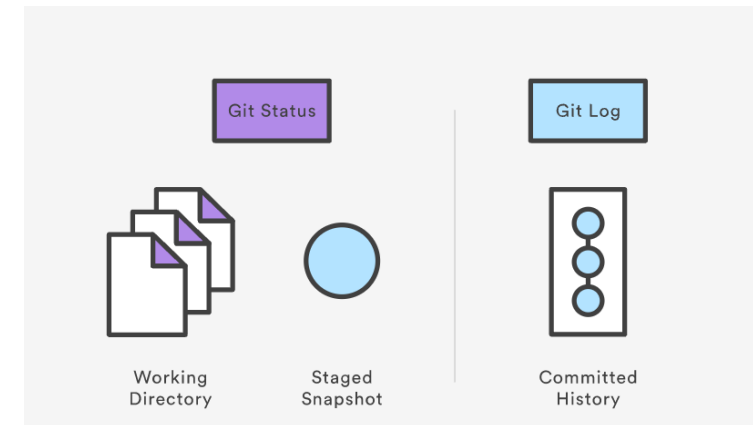 Git Status
Git Log
Working
Directory
Staged
Snapshot
Committed
History